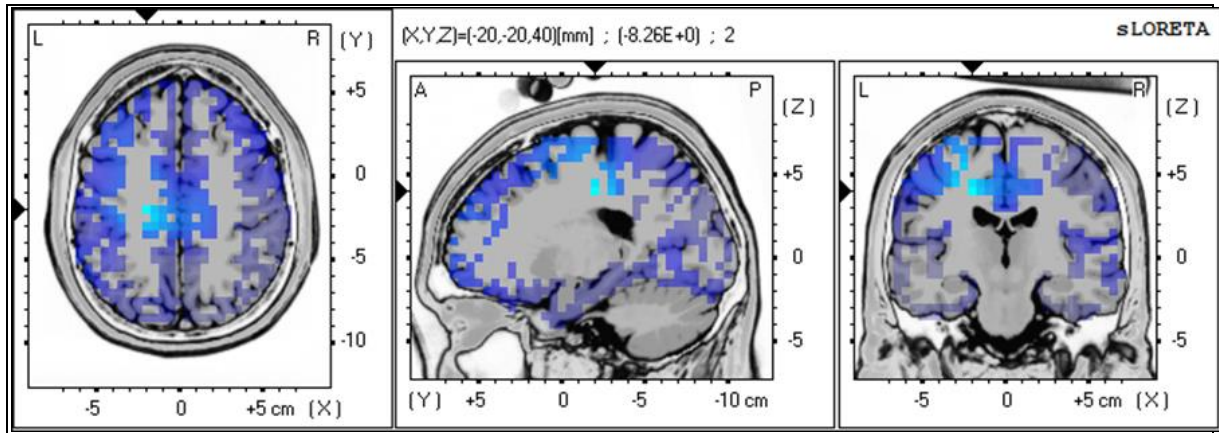 (X,Y,Z)=(-20,-20,40)[mm] ; (-8.26E+0) ; 2
sLORETA
L R (Y)
+5
0
-5
-10
-5 0 +5 cm (X)
A P (Z)
+5
0
-5
(Y) +5 0 -5 -10 cm
L R (Z)
+5
0
-5
-5 0 +5 cm (X)